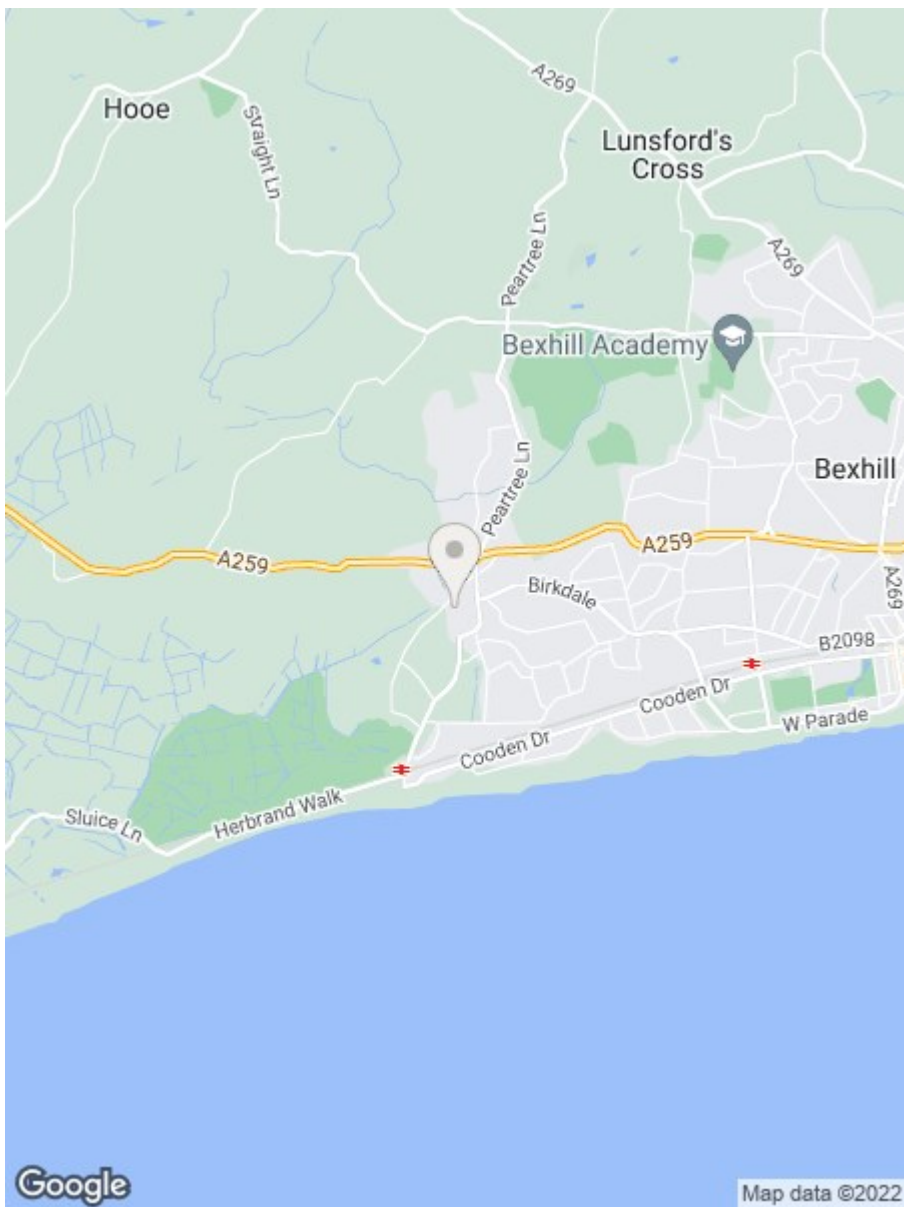 A269
Hooe
Straight Ln
Lunsford's
Cross
Peartree Ln
A269
Bexhill Academy
Peartree Ln
Bexhill
A259
A259
Birkdale
A269
B2098
Cooden Dr
Cooden Dr
W Parade
Herbrand Walk
Sluice Ln
Google
Map data ©2022